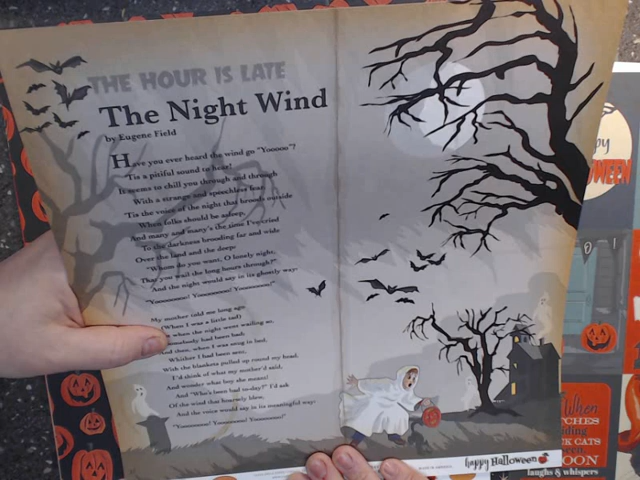 THE HOUR IS LATE
The Night Wind
by Eugene Field
Have you ever heard the wind go "Yooooo"?
'Tis a pitiful sound to hear!
It seems to chill you through and through
With a strange and speechless fear.
'Tis the voice of the night that broods outside
When folks should be asleep,
And many and many's the time I've cried
To the darkness brooding far and wide
Over the land and the deep:
"Whom do you want, O lonely night,
That you wait the long hours through?"
And the night would say in its ghostly way:
"Yoooooooo! Yoooooooo! Yoooooooo!"
My mother told me long ago
(When I was a little tad)
when the night went wailing so,
Somebody had been bad;
And then, when I was snug in bed,
Whither I had been sent,
With the blankets pulled up round my head,
I'd think of what my mother'd said,
And wonder what boy she meant!
And "Who's been bad to-day?" I'd ask
Of the wind that hoarsely blew,
And the voice would say in its meaningful way:
"Yoooooooo! Yoooooooo! Yoooooooo!"
happy Halloween
When
laughs & whispers